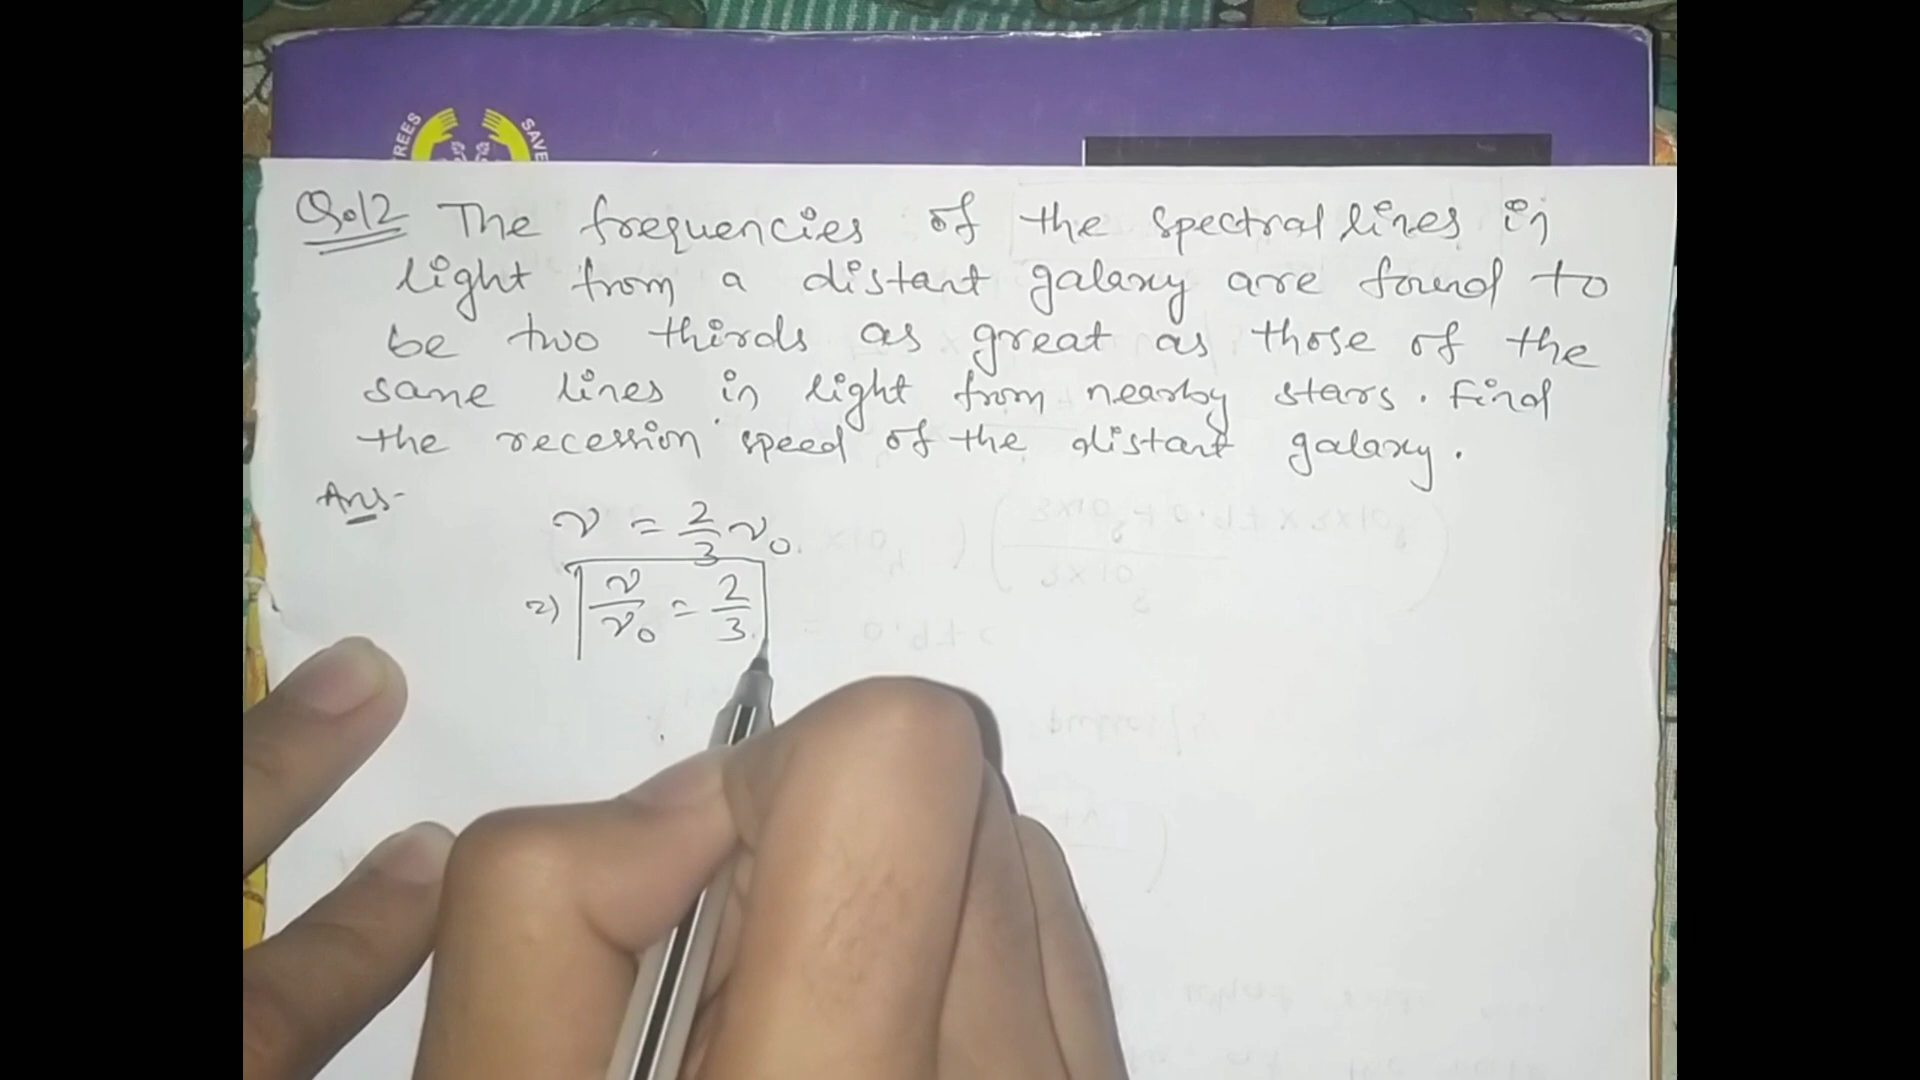 TREES SAVE
Q.12 The frequencies of the spectral lines in
light from a distant galaxy are found to
be two thirds as great as those of the
same lines in light from nearby stars. Find
the recession speed of the distant galaxy.
Ans-
ν = 2/3 ν₀.
⇒) ν/ν₀ = 2/3.